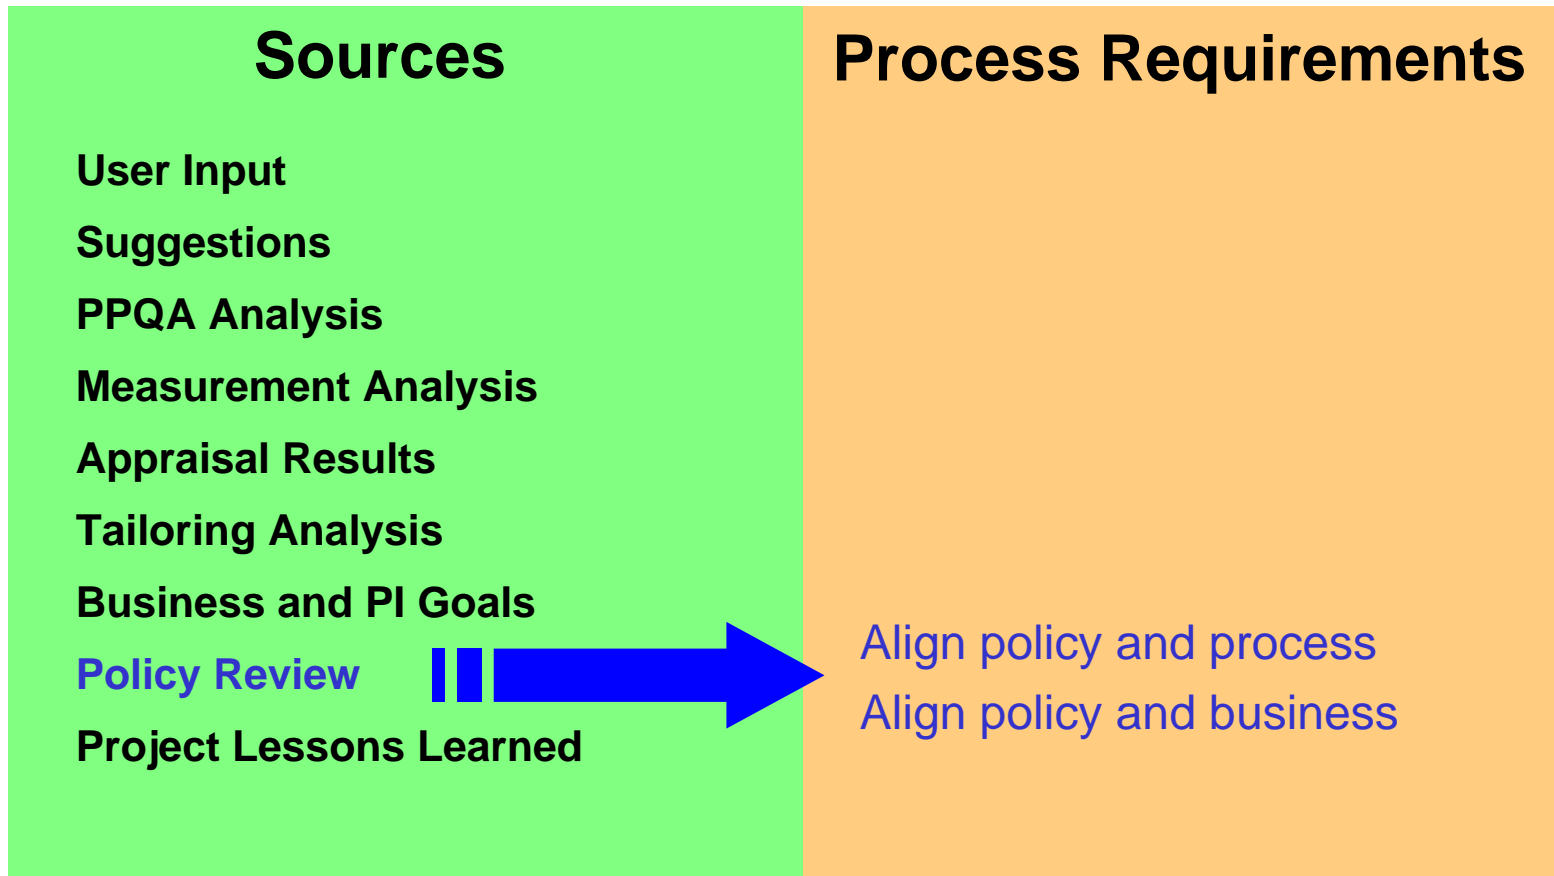 Sources
User Input
Suggestions
PPQA Analysis
Measurement Analysis
Appraisal Results
Tailoring Analysis
Business and PI Goals
Policy Review
Project Lessons Learned
Process Requirements
Align policy and process
Align policy and business